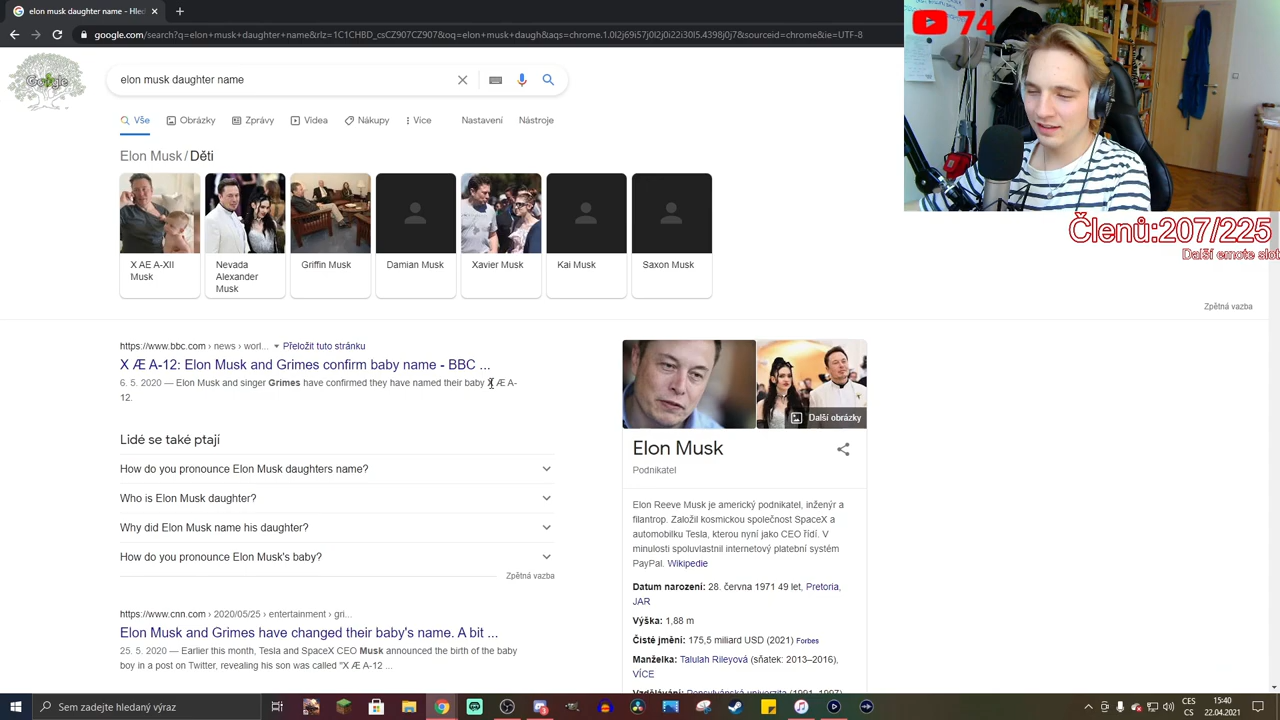 elon musk daughter name - Hled
google.com/search?q=elon+musk+daughter+name&rlz=1C1CHBD_csCZ907CZ907&oq=elon+musk+daugh&aqs=chrome.1.0l2j69i57j0l2j0i22i30l5.4398j0j7&sourceid=chrome&ie=UTF-8
74
Google
elon musk daughter name
Vše Obrázky Zprávy Videa Nákupy Více Nastavení Nástroje
Elon Musk / Děti
X AE A-XII Musk
Nevada Alexander Musk
Griffin Musk
Damian Musk
Xavier Musk
Kai Musk
Saxon Musk
Členů:207/225
Další emote slot
Zpětná vazba
https://www.bbc.com › news › worl... Přeložit tuto stránku
X Æ A-12: Elon Musk and Grimes confirm baby name - BBC ...
6. 5. 2020 — Elon Musk and singer Grimes have confirmed they have named their baby X Æ A-
12.
Lidé se také ptají
How do you pronounce Elon Musk daughters name?
Who is Elon Musk daughter?
Why did Elon Musk name his daughter?
How do you pronounce Elon Musk's baby?
Zpětná vazba
https://www.cnn.com › 2020/05/25 › entertainment › gri...
Elon Musk and Grimes have changed their baby's name. A bit ...
25. 5. 2020 — Earlier this month, Tesla and SpaceX CEO Musk announced the birth of the baby
boy in a post on Twitter, revealing his son was called "X Æ A-12 ...
Další obrázky
Elon Musk
Podnikatel
Elon Reeve Musk je americký podnikatel, inženýr a
filantrop. Založil kosmickou společnost SpaceX a
automobilku Tesla, kterou nyní jako CEO řídí. V
minulosti spoluvlastnil internetový platební systém
PayPal. Wikipedie
Datum narození: 28. června 1971 49 let, Pretoria,
JAR
Výška: 1,88 m
Čisté jmění: 175,5 miliard USD (2021) Forbes
Manželka: Talulah Rileyová (sňatek: 2013–2016),
VÍCE
Vzdělávání: Pensylvánská univerzita (1991–1997)
Sem zadejte hledaný výraz
CES
CS
15:40
22.04.2021